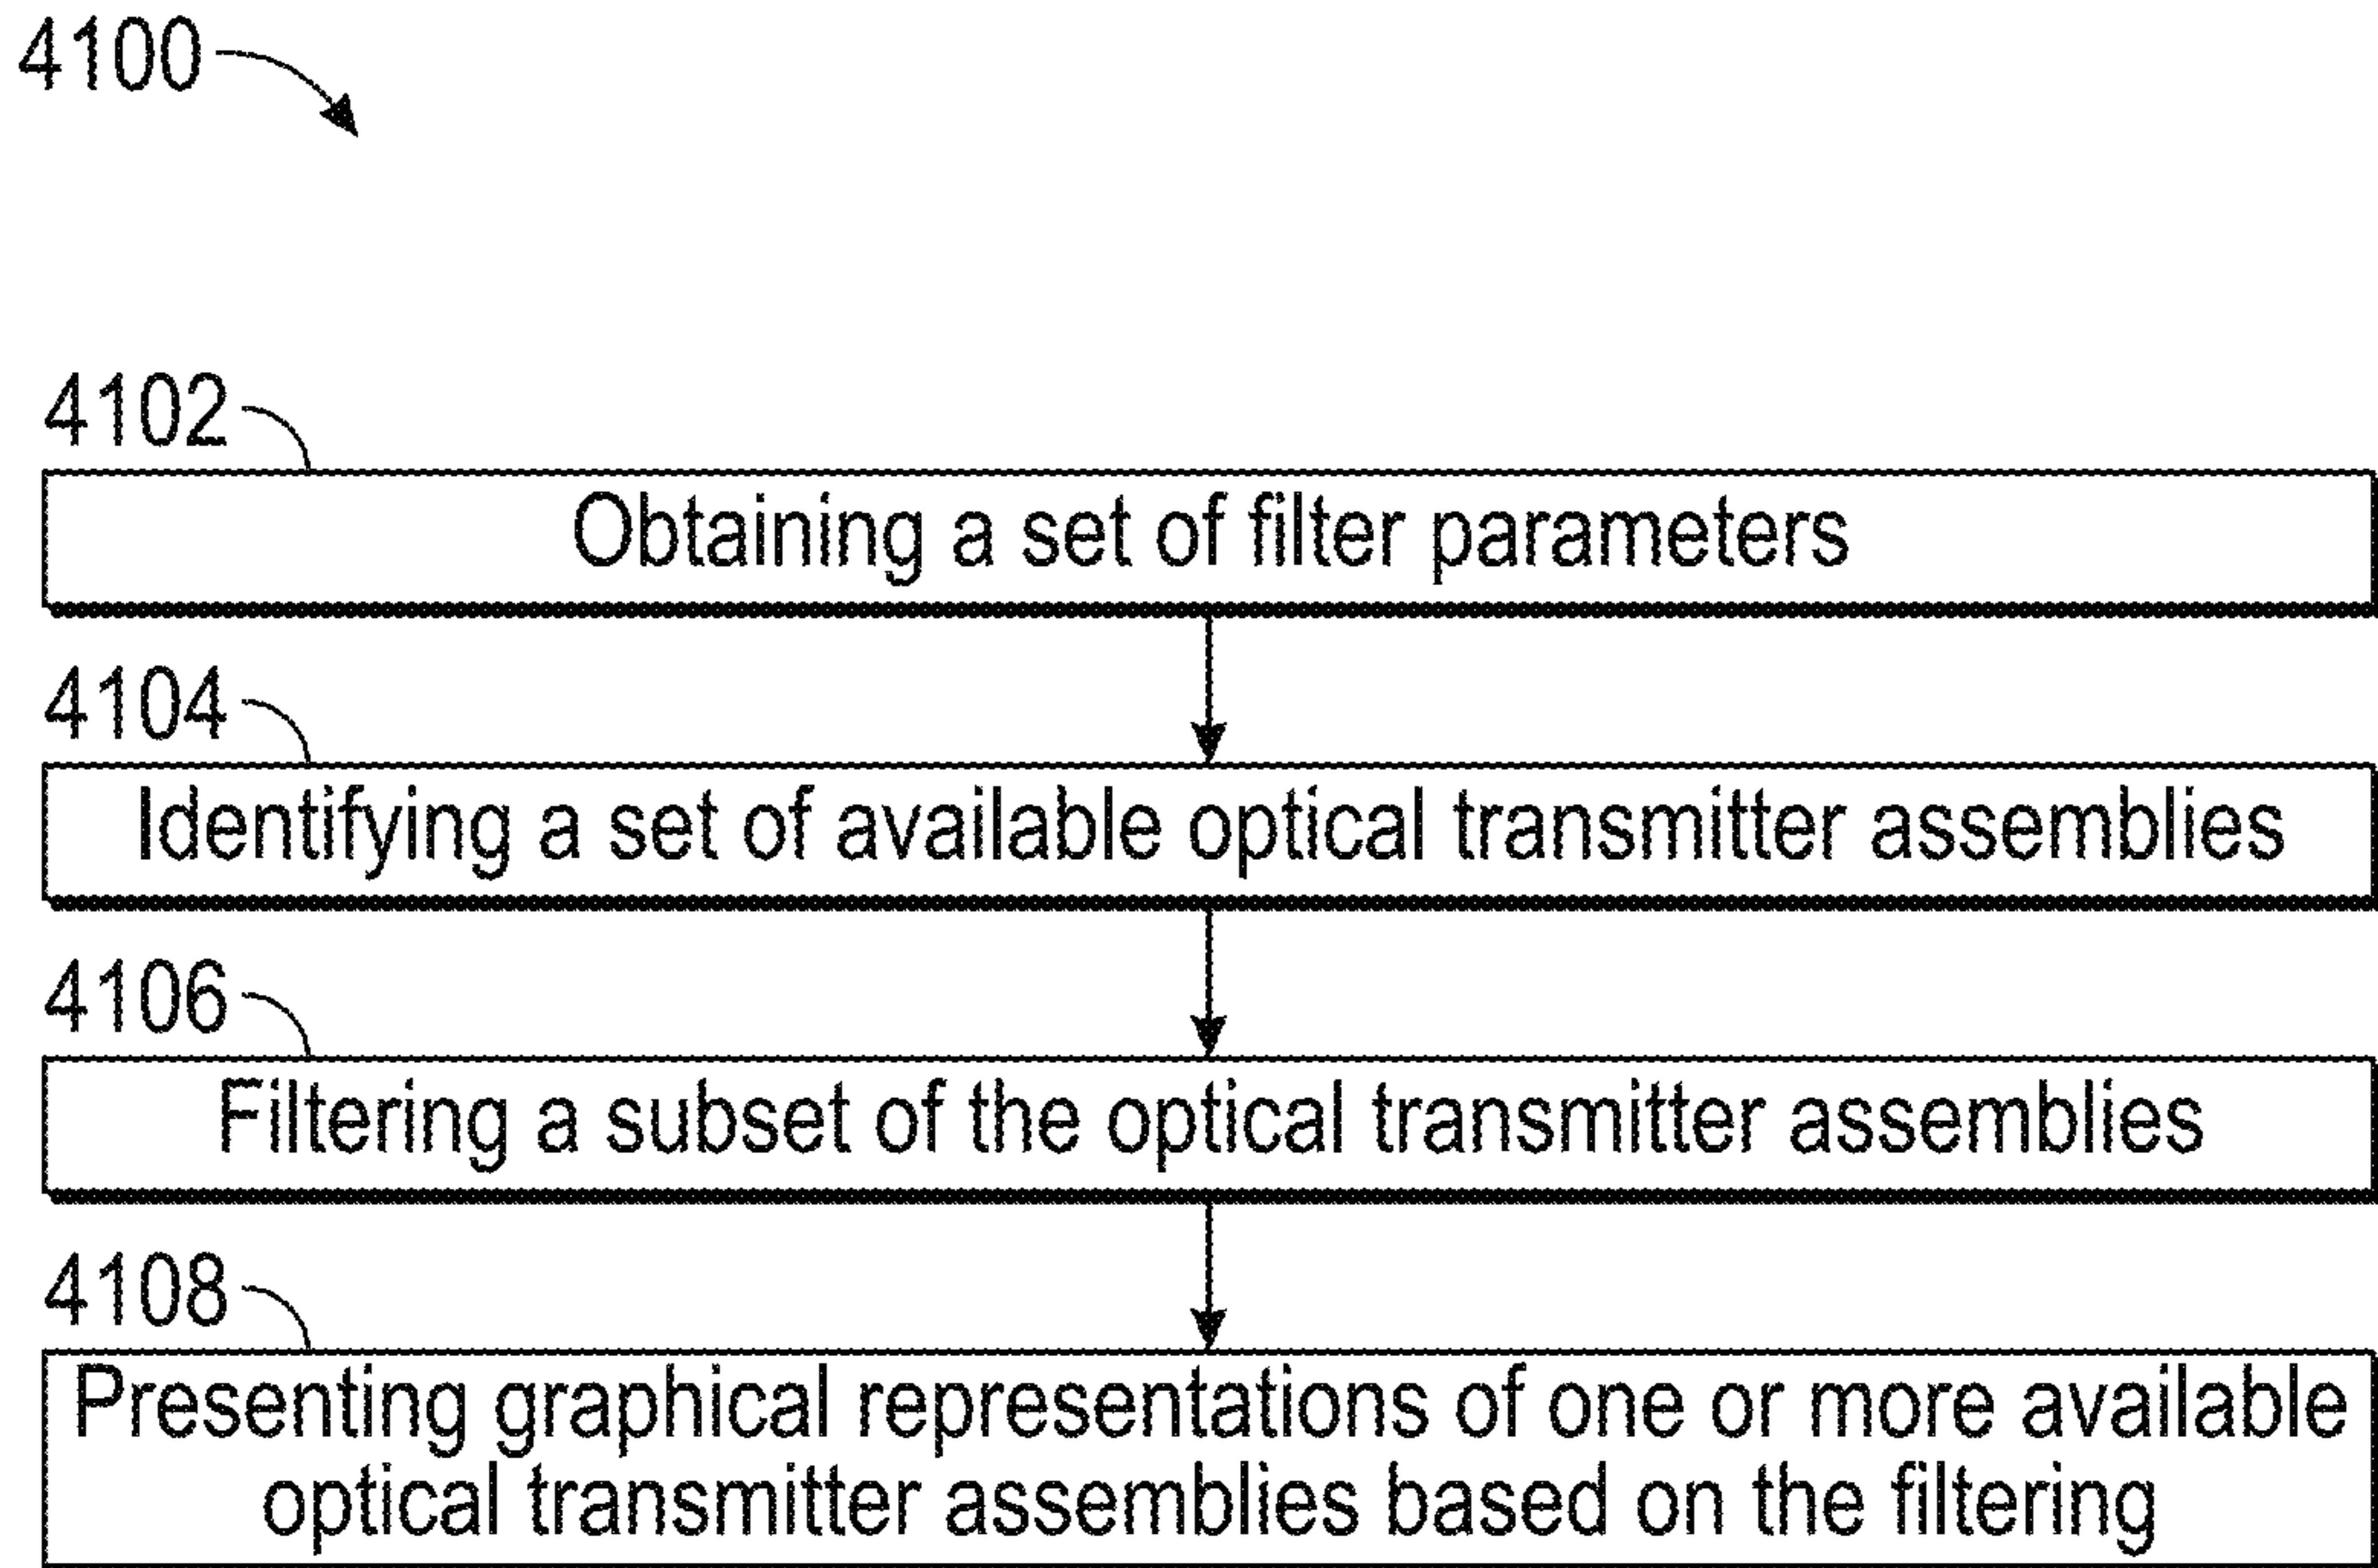 4100
4102
Obtaining a set of filter parameters
4104
Identifying a set of available optical transmitter assemblies
4106
Filtering a subset of the optical transmitter assemblies
4108
Presenting graphical representations of one or more available
optical transmitter assemblies based on the filtering